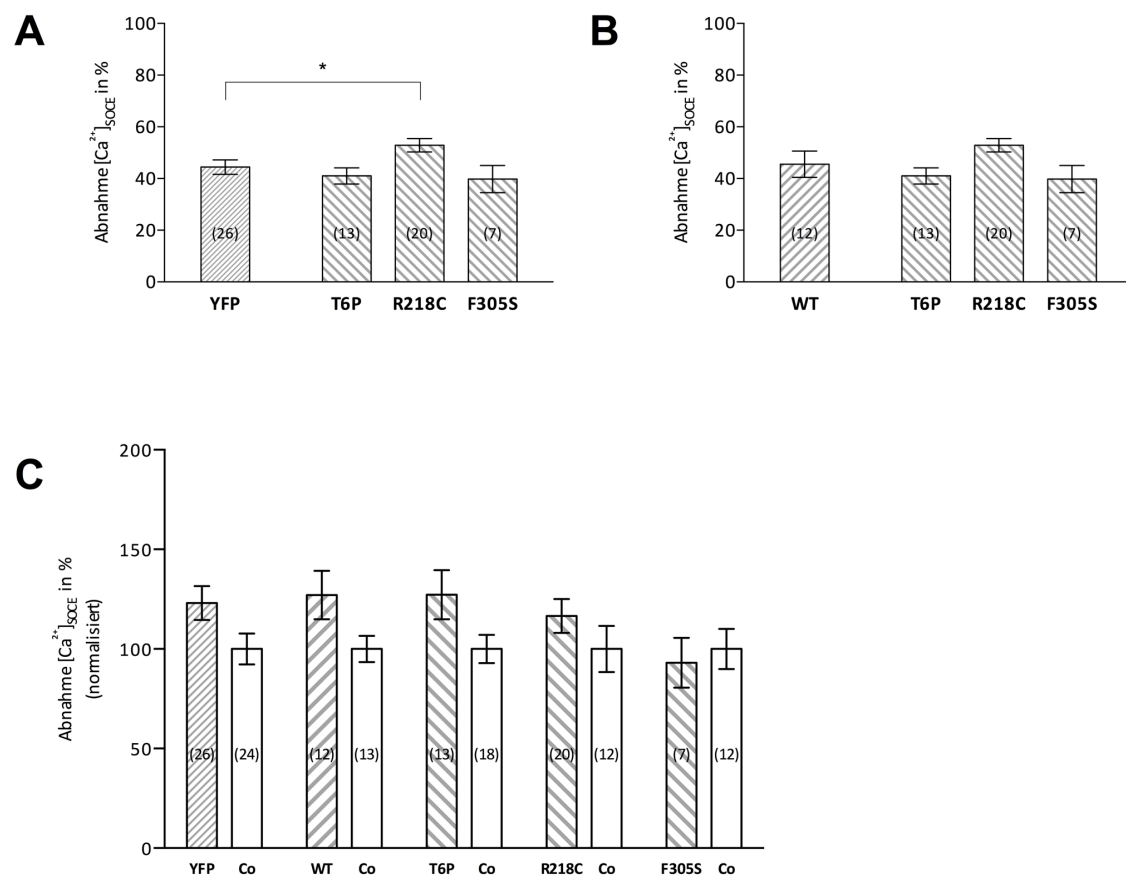 A
Abnahme [Ca²⁺]SOCE in %
100
80
60
40
20
0
*
(26)
(13)
(20)
(7)
YFP
T6P
R218C
F305S
B
Abnahme [Ca²⁺]SOCE in %
100
80
60
40
20
0
(12)
(13)
(20)
(7)
WT
T6P
R218C
F305S
C
Abnahme [Ca²⁺]SOCE in %
(normalisiert)
200
150
100
50
0
(26)
(24)
(12)
(13)
(13)
(18)
(20)
(12)
(7)
(12)
YFP
Co
WT
Co
T6P
Co
R218C
Co
F305S
Co